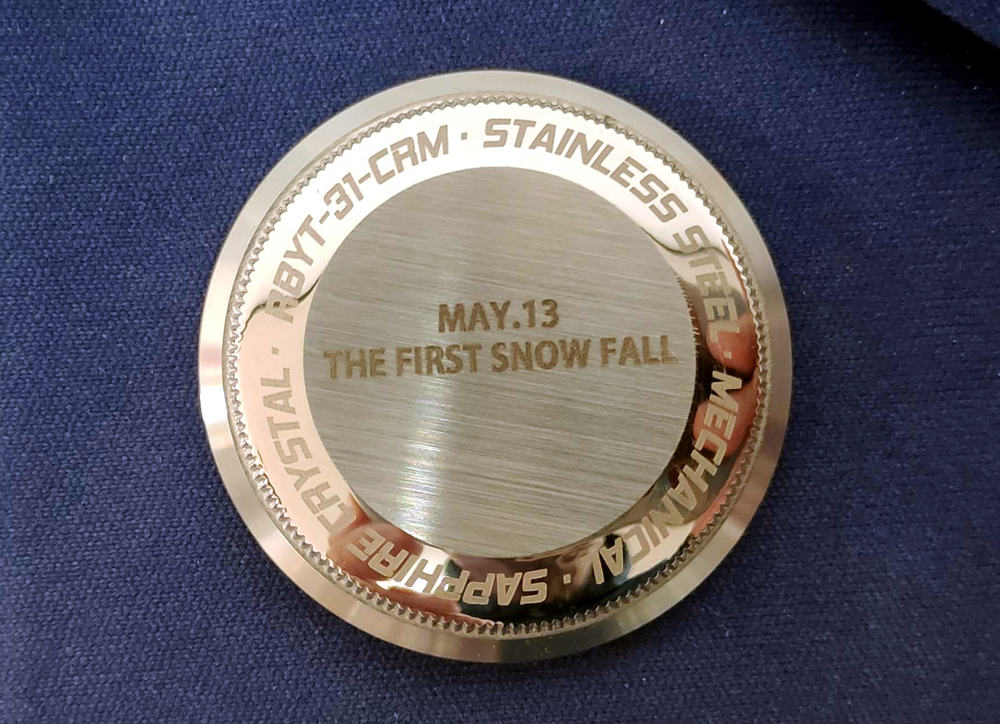 MAY.13
THE FIRST SNOW FALL
RBYT-31-CRM · STAINLESS STEEL · MECHANICAL · SAPPHIRE CRYSTAL ·